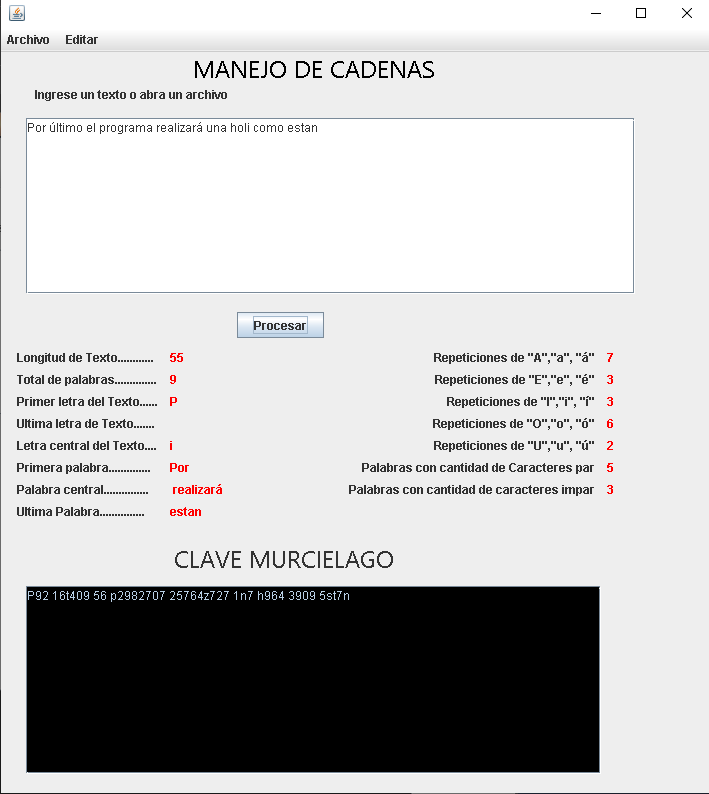 Archivo Editar
MANEJO DE CADENAS
Ingrese un texto o abra un archivo
Por último el programa realizará una holi como estan
Procesar
Longitud de Texto............ 55 Repeticiones de "A","a", "á" 7
Total de palabras.............. 9 Repeticiones de "E","e", "é" 3
Primer letra del Texto...... P Repeticiones de "I","i", "í" 3
Ultima letra de Texto....... Repeticiones de "O","o", "ó" 6
Letra central del Texto.... i Repeticiones de "U","u", "ú" 2
Primera palabra.............. Por Palabras con cantidad de Caracteres par 5
Palabra central............... realizará Palabras con cantidad de caracteres impar 3
Ultima Palabra............... estan
CLAVE MURCIELAGO
P92 16t409 56 p2982707 25764z727 1n7 h964 3909 5st7n